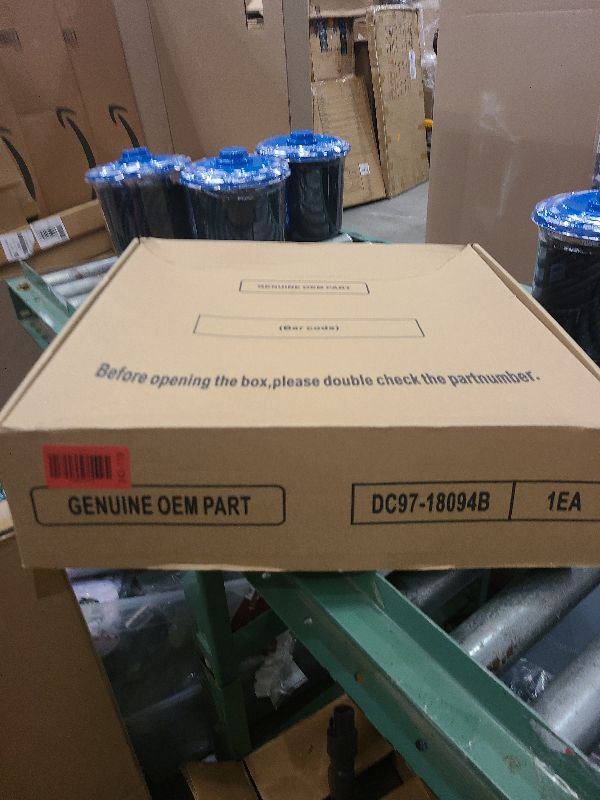 GENUINE OEM PART
(Bar code)
Before opening the box,please double check the partnumber.
GENUINE OEM PART
DC97-18094B 1EA